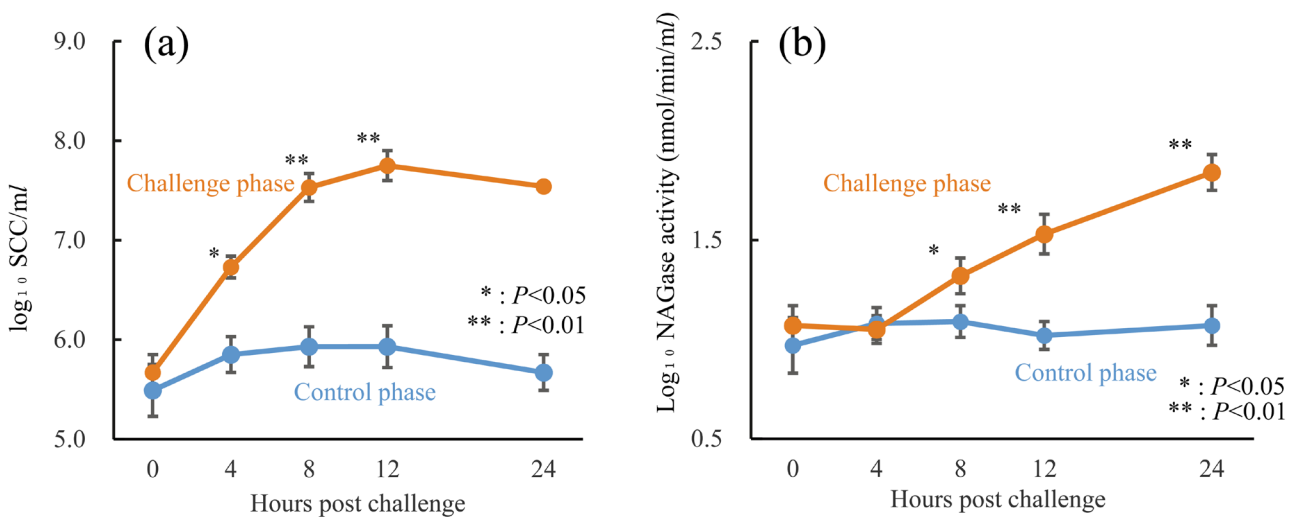 (a)
log₁₀ SCC/ml
9.0
8.0
7.0
6.0
5.0
**
**
*
Challenge phase
* : P<0.05
** : P<0.01
Control phase
0 4 8 12 24
Hours post challenge
(b)
Log₁₀ NAGase activity (nmol/min/ml)
2.5
1.5
0.5
**
Challenge phase
**
*
Control phase
* : P<0.05
** : P<0.01
0 4 8 12 24
Hours post challenge